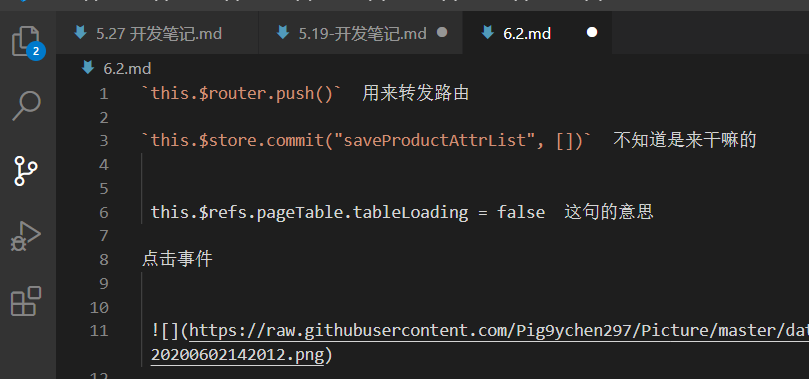 5.27 开发笔记.md
5.19-开发笔记.md
6.2.md
2
6.2.md
1 `this.$router.push()` 用来转发路由
2
3 `this.$store.commit("saveProductAttrList", [])` 不知道是来干嘛的
4
5
6 this.$refs.pageTable.tableLoading = false 这句的意思
7
8 点击事件
9
10
11 ![](https://raw.githubusercontent.com/Pig9ychen297/Picture/master/dat
20200602142012.png)
12